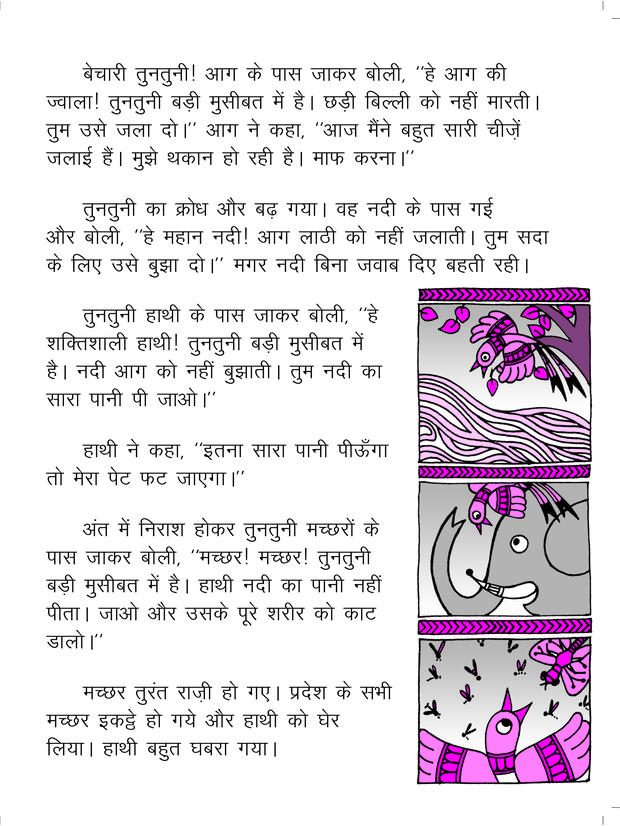 बेचारी तुनतुनी! आग के पास जाकर बोली, ‘‘हे आग की
ज्वाला! तुनतुनी बड़ी मुसीबत में है। छड़ी बिल्ली को नहीं मारती।
तुम उसे जला दो।’’ आग ने कहा, ‘‘आज मैंने बहुत सारी चीज़ें
जलाई हैं। मुझे थकान हो रही है। माफ करना।’’
तुनतुनी का क्रोध और बढ़ गया। वह नदी के पास गई
और बोली, ‘‘हे महान नदी! आग लाठी को नहीं जलाती। तुम सदा
के लिए उसे बुझा दो।’’ मगर नदी बिना जवाब दिए बहती रही।
तुनतुनी हाथी के पास जाकर बोली, ‘‘हे
शक्तिशाली हाथी! तुनतुनी बड़ी मुसीबत में
है। नदी आग को नहीं बुझाती। तुम नदी का
सारा पानी पी जाओ।’’
हाथी ने कहा, ‘‘इतना सारा पानी पीऊँगा
तो मेरा पेट फट जाएगा।’’
अंत में निराश होकर तुनतुनी मच्छरों के
पास जाकर बोली, ‘‘मच्छर! मच्छर! तुनतुनी
बड़ी मुसीबत में है। हाथी नदी का पानी नहीं
पीता। जाओ और उसके पूरे शरीर को काट
डालो।’’
मच्छर तुरंत राज़ी हो गए। प्रदेश के सभी
मच्छर इकट्ठे हो गये और हाथी को घेर
लिया। हाथी बहुत घबरा गया।